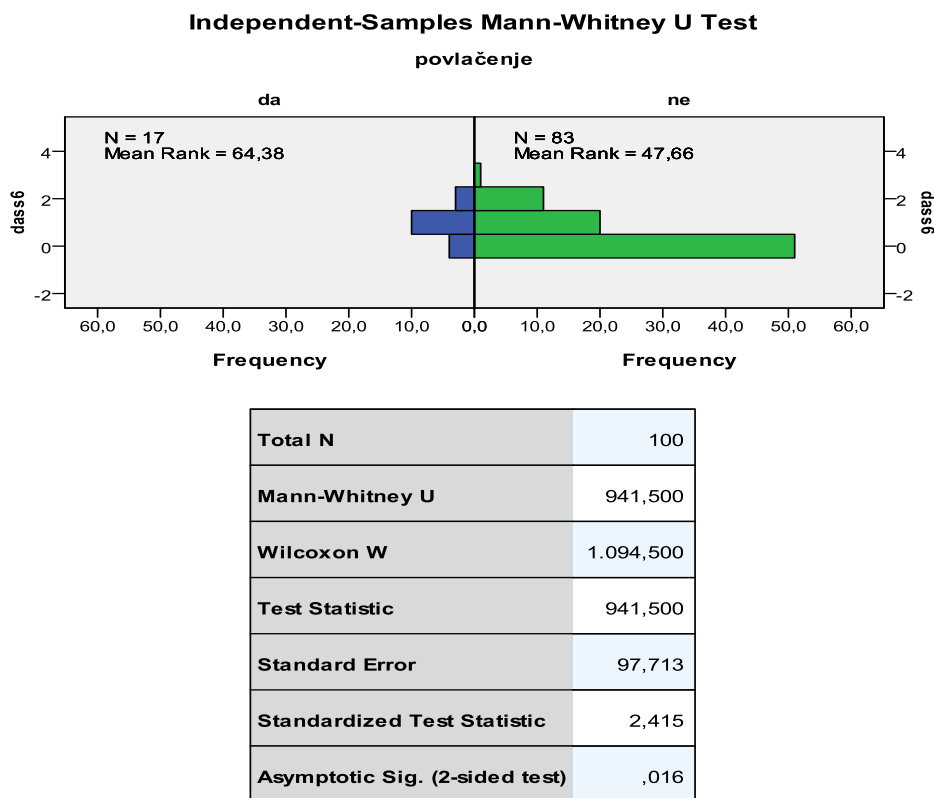 Independent-Samples Mann-Whitney U Test
povlačenje
da ne
N = 17
Mean Rank = 64,38
N = 83
Mean Rank = 47,66
dass6
4
2
0
-2
4
2
0
-2
dass6
60,0 50,0 40,0 30,0 20,0 10,0 0,0 10,0 20,0 30,0 40,0 50,0 60,0
Frequency Frequency
Total N 100
Mann-Whitney U 941,500
Wilcoxon W 1.094,500
Test Statistic 941,500
Standard Error 97,713
Standardized Test Statistic 2,415
Asymptotic Sig. (2-sided test) ,016